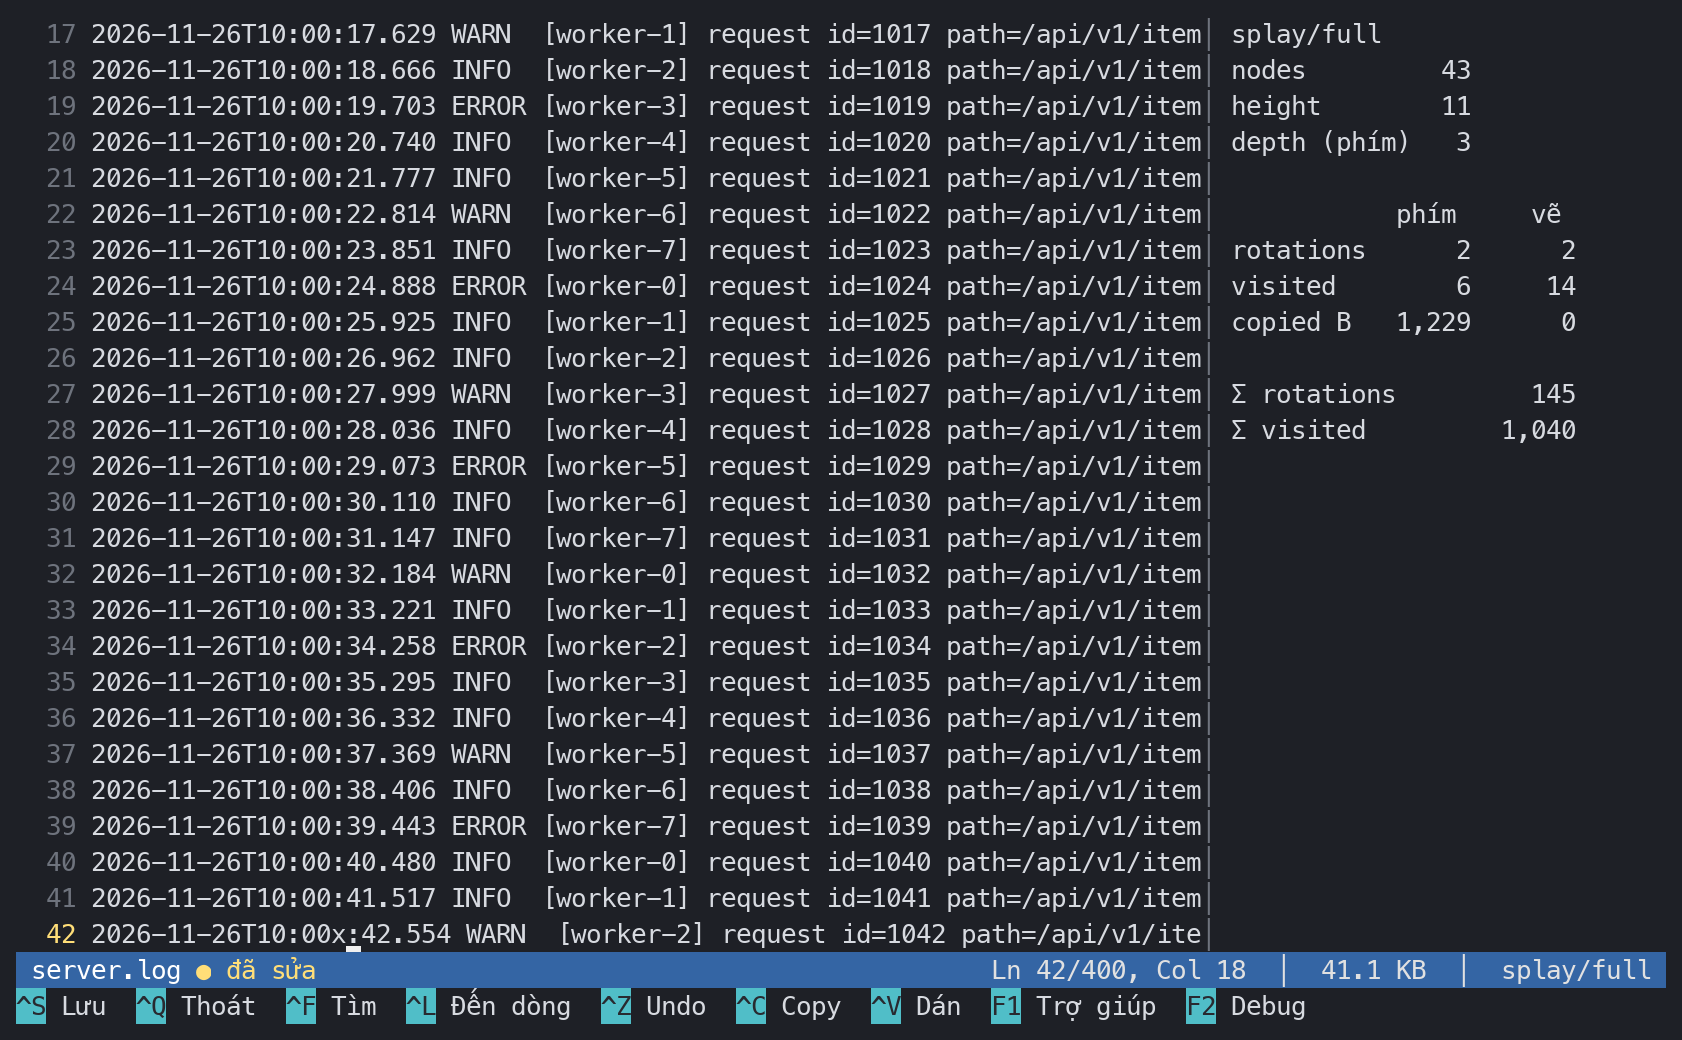 17 2026-11-26T10:00:17.629 WARN  [worker-1] request id=1017 path=/api/v1/item│ splay/full
18 2026-11-26T10:00:18.666 INFO  [worker-2] request id=1018 path=/api/v1/item│ nodes         43
19 2026-11-26T10:00:19.703 ERROR [worker-3] request id=1019 path=/api/v1/item│ height        11
20 2026-11-26T10:00:20.740 INFO  [worker-4] request id=1020 path=/api/v1/item│ depth (phím)   3
21 2026-11-26T10:00:21.777 INFO  [worker-5] request id=1021 path=/api/v1/item│
22 2026-11-26T10:00:22.814 WARN  [worker-6] request id=1022 path=/api/v1/item│            phím     vẽ
23 2026-11-26T10:00:23.851 INFO  [worker-7] request id=1023 path=/api/v1/item│ rotations      2      2
24 2026-11-26T10:00:24.888 ERROR [worker-0] request id=1024 path=/api/v1/item│ visited        6     14
25 2026-11-26T10:00:25.925 INFO  [worker-1] request id=1025 path=/api/v1/item│ copied B   1,229      0
26 2026-11-26T10:00:26.962 INFO  [worker-2] request id=1026 path=/api/v1/item│
27 2026-11-26T10:00:27.999 WARN  [worker-3] request id=1027 path=/api/v1/item│ Σ rotations         145
28 2026-11-26T10:00:28.036 INFO  [worker-4] request id=1028 path=/api/v1/item│ Σ visited         1,040
29 2026-11-26T10:00:29.073 ERROR [worker-5] request id=1029 path=/api/v1/item│
30 2026-11-26T10:00:30.110 INFO  [worker-6] request id=1030 path=/api/v1/item│
31 2026-11-26T10:00:31.147 INFO  [worker-7] request id=1031 path=/api/v1/item│
32 2026-11-26T10:00:32.184 WARN  [worker-0] request id=1032 path=/api/v1/item│
33 2026-11-26T10:00:33.221 INFO  [worker-1] request id=1033 path=/api/v1/item│
34 2026-11-26T10:00:34.258 ERROR [worker-2] request id=1034 path=/api/v1/item│
35 2026-11-26T10:00:35.295 INFO  [worker-3] request id=1035 path=/api/v1/item│
36 2026-11-26T10:00:36.332 INFO  [worker-4] request id=1036 path=/api/v1/item│
37 2026-11-26T10:00:37.369 WARN  [worker-5] request id=1037 path=/api/v1/item│
38 2026-11-26T10:00:38.406 INFO  [worker-6] request id=1038 path=/api/v1/item│
39 2026-11-26T10:00:39.443 ERROR [worker-7] request id=1039 path=/api/v1/item│
40 2026-11-26T10:00:40.480 INFO  [worker-0] request id=1040 path=/api/v1/item│
41 2026-11-26T10:00:41.517 INFO  [worker-1] request id=1041 path=/api/v1/item│
42 2026-11-26T10:00x:42.554 WARN  [worker-2] request id=1042 path=/api/v1/ite│
server.log ● đã sửa Ln 42/400, Col 18 │ 41.1 KB │ splay/full
^S Lưu ^Q Thoát ^F Tìm ^L Đến dòng ^Z Undo ^C Copy ^V Dán F1 Trợ giúp F2 Debug